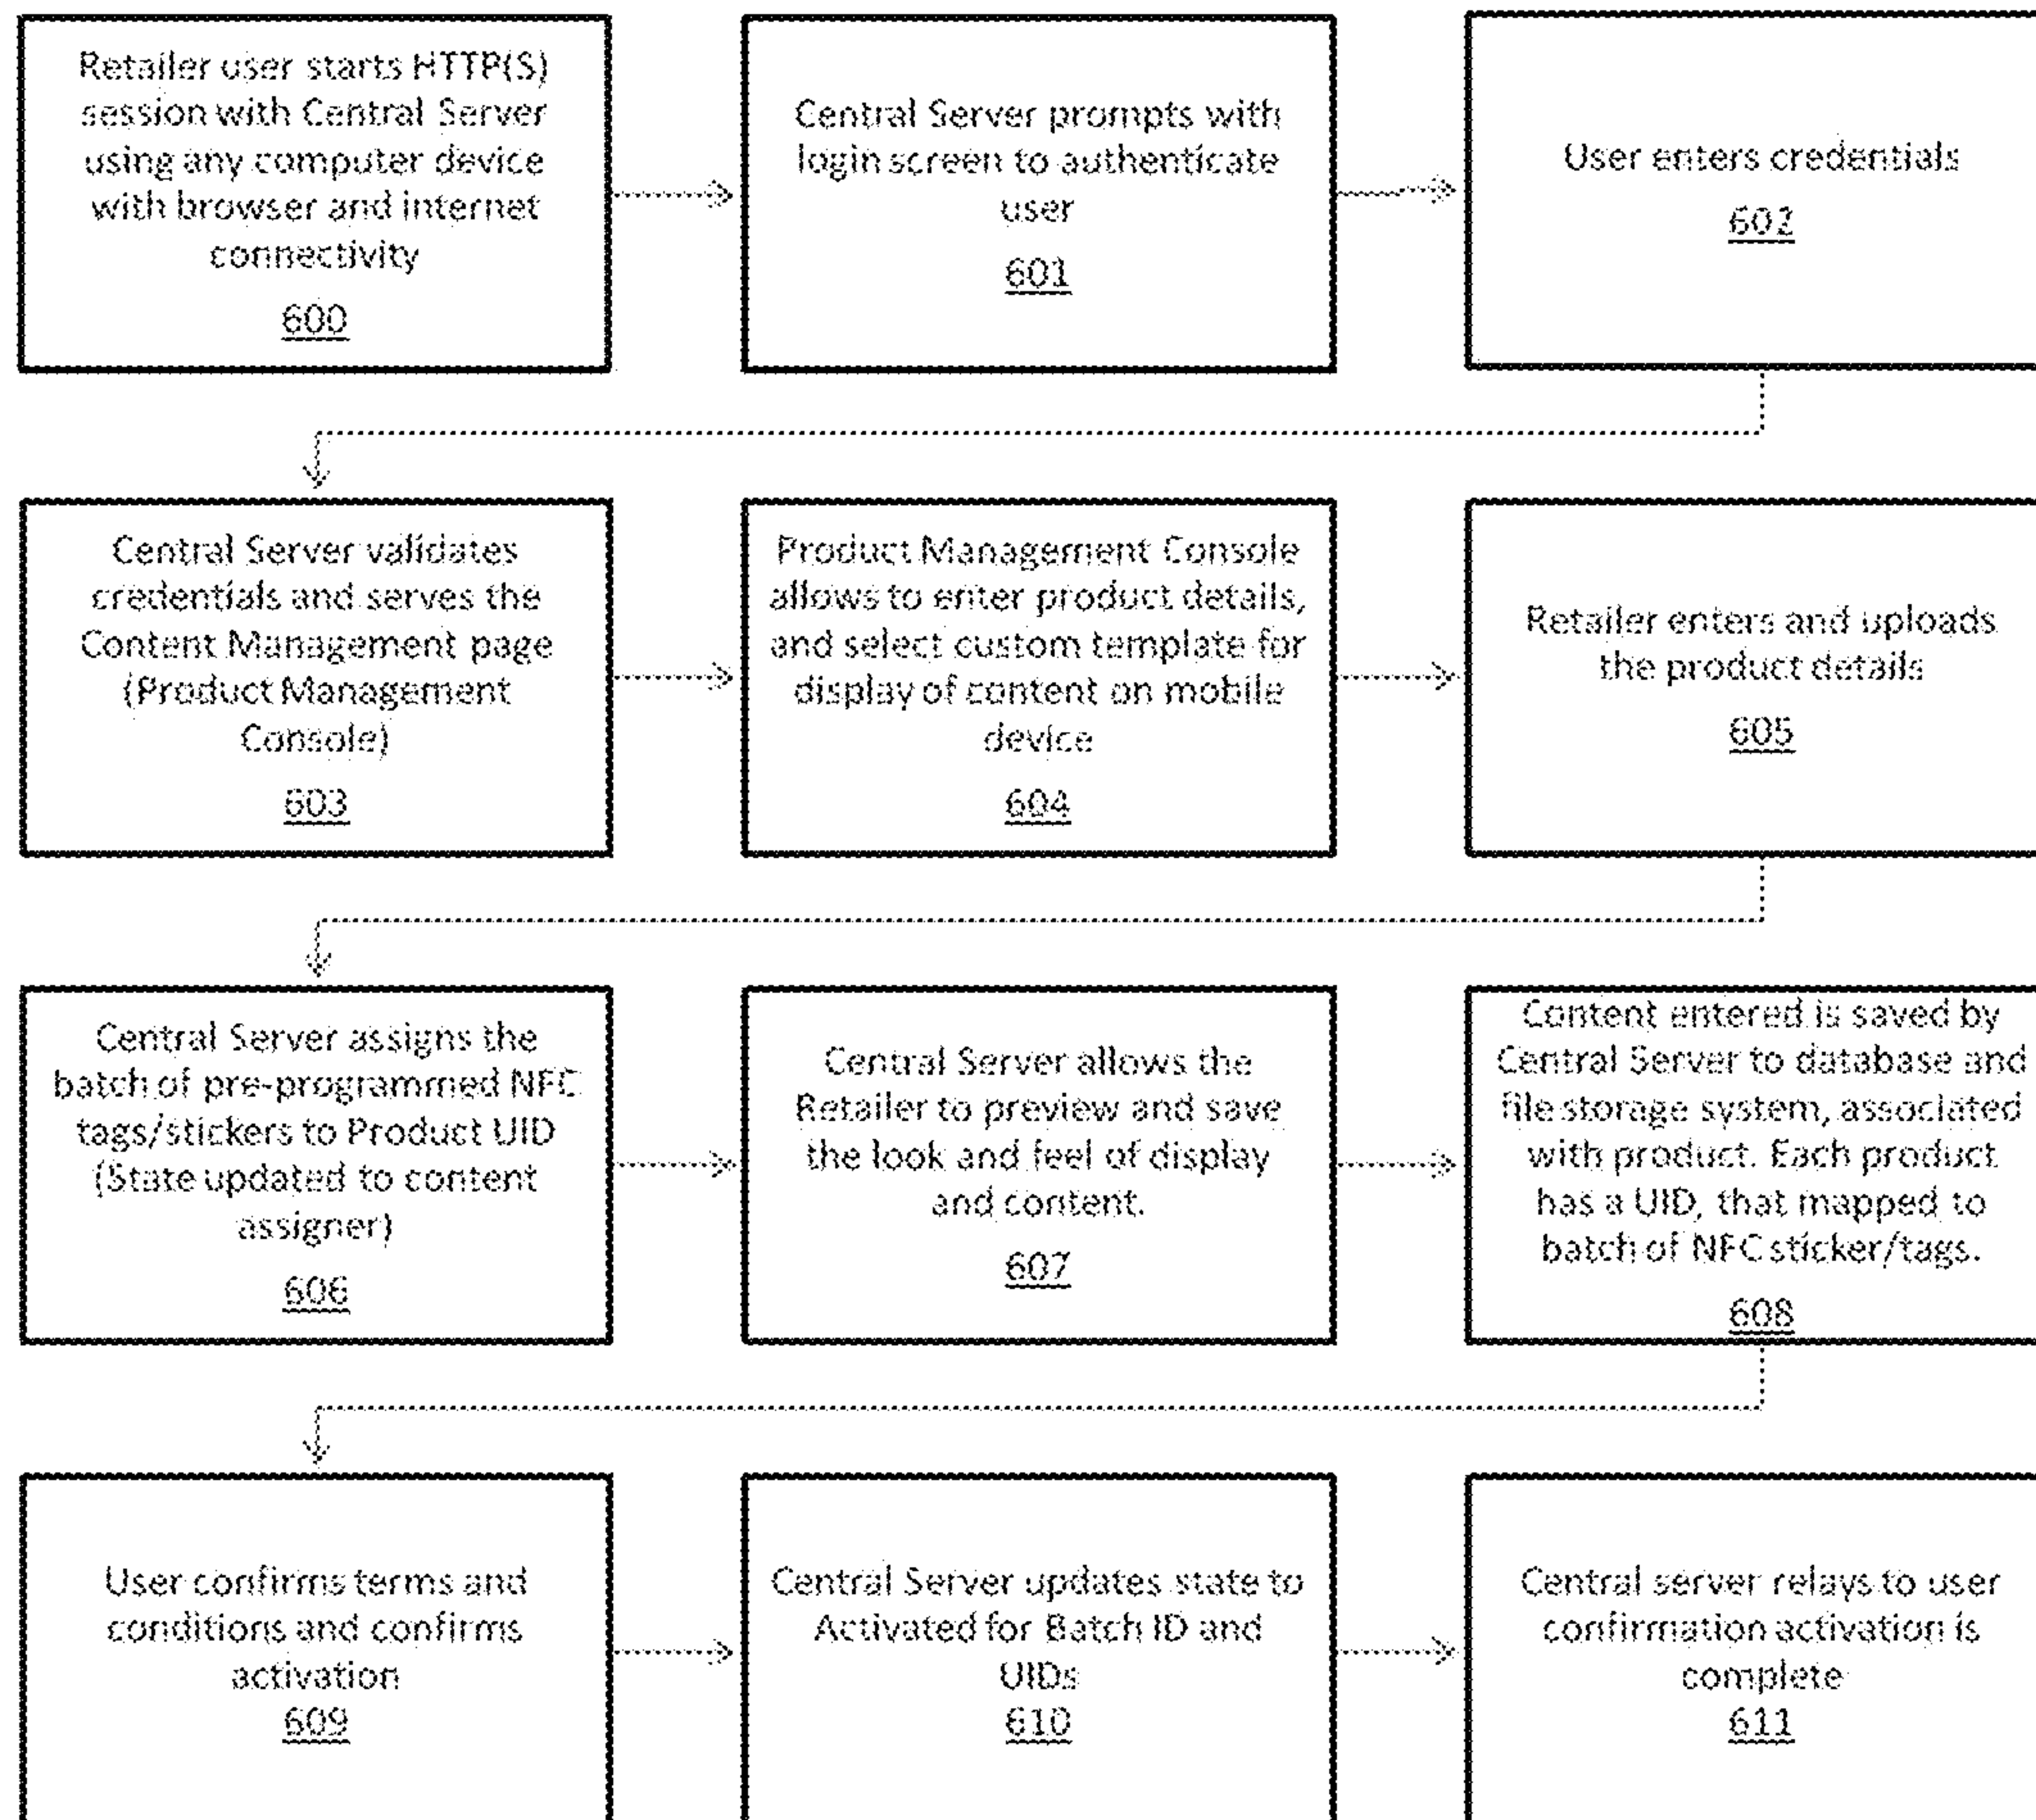 Retailer user starts HTTP(S)
session with Central Server
using any computer device
with browser and internet
connectivity
600
Central Server prompts with
login screen to authenticate
user
601
User enters credentials
602
Central Server validates
credentials and serves the
Content Management page
(Product Management
Console)
603
Product Management Console
allows to enter product details,
and select custom template for
display of content on mobile
device
604
Retailer enters and uploads
the product details
605
Central Server assigns the
batch of pre-programmed NFC
tags/stickers to Product UID
(State updated to content
assigner)
606
Central Server allows the
Retailer to preview and save
the look and feel of display
and content.
607
Content entered is saved by
Central Server to database and
file storage system, associated
with product. Each product
has a UID, that mapped to
batch of NFC sticker/tags.
608
User confirms terms and
conditions and confirms
activation
609
Central Server updates state to
Activated for Batch ID and
UIDs
610
Central server relays to user
confirmation activation is
complete
611